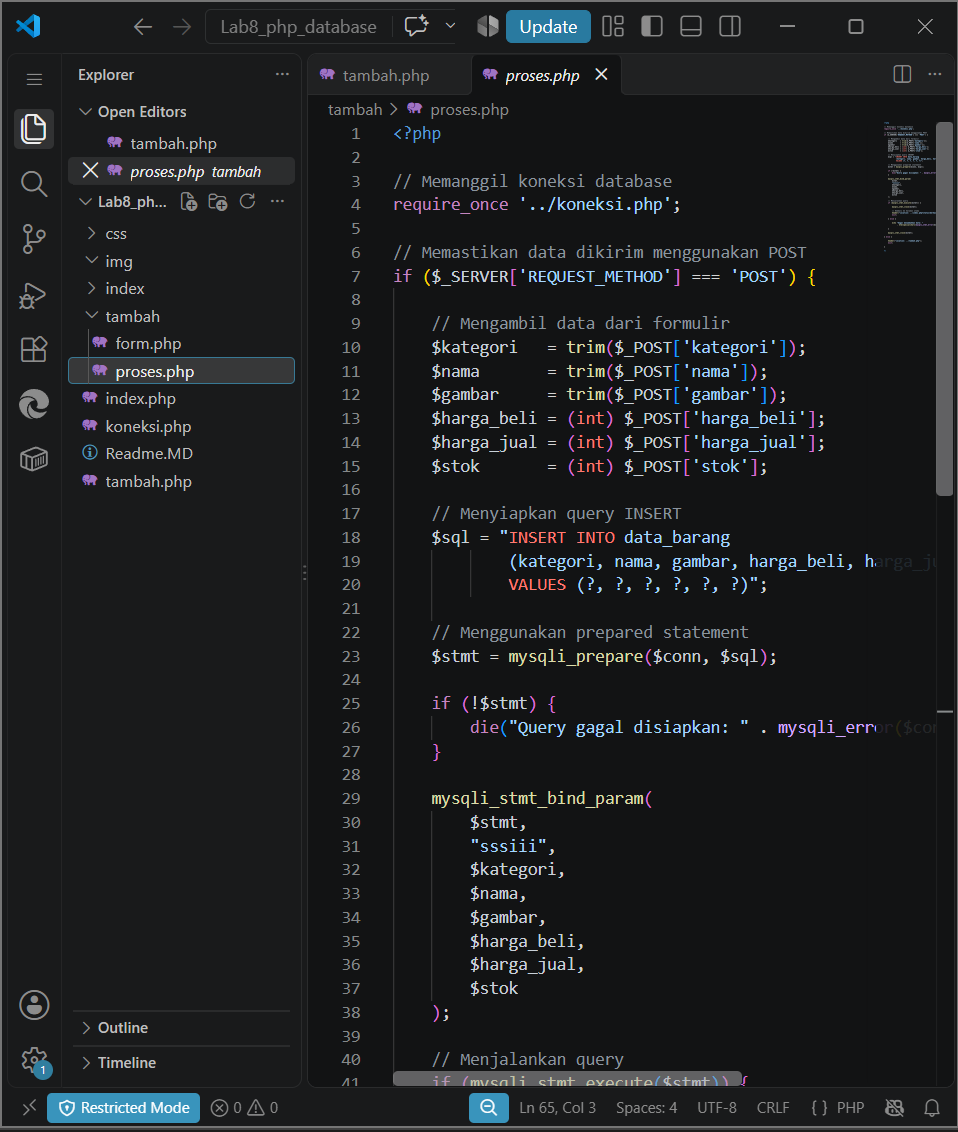 Lab8_php_database
Update
Explorer
Open Editors
tambah.php
proses.php tambah
Lab8_ph...
css
img
index
tambah
form.php
proses.php
index.php
koneksi.php
Readme.MD
tambah.php
Outline
Timeline
tambah.php
proses.php
tambah > proses.php
1 <?php
2
3 // Memanggil koneksi database
4 require_once '../koneksi.php';
5
6 // Memastikan data dikirim menggunakan POST
7 if ($_SERVER['REQUEST_METHOD'] === 'POST') {
8
9 // Mengambil data dari formulir
10 $kategori = trim($_POST['kategori']);
11 $nama = trim($_POST['nama']);
12 $gambar = trim($_POST['gambar']);
13 $harga_beli = (int) $_POST['harga_beli'];
14 $harga_jual = (int) $_POST['harga_jual'];
15 $stok = (int) $_POST['stok'];
16
17 // Menyiapkan query INSERT
18 $sql = "INSERT INTO data_barang
19 (kategori, nama, gambar, harga_beli, harga_ju
20 VALUES (?, ?, ?, ?, ?, ?)";
21
22 // Menggunakan prepared statement
23 $stmt = mysqli_prepare($conn, $sql);
24
25 if (!$stmt) {
26 die("Query gagal disiapkan: " . mysqli_error($con
27 }
28
29 mysqli_stmt_bind_param(
30 $stmt,
31 "sssiii",
32 $kategori,
33 $nama,
34 $gambar,
35 $harga_beli,
36 $harga_jual,
37 $stok
38 );
39
40 // Menjalankan query
41 if (mysqli_stmt_execute($stmt)) {
1
Restricted Mode
0 0
Ln 65, Col 3
Spaces: 4
UTF-8
CRLF
{ } PHP